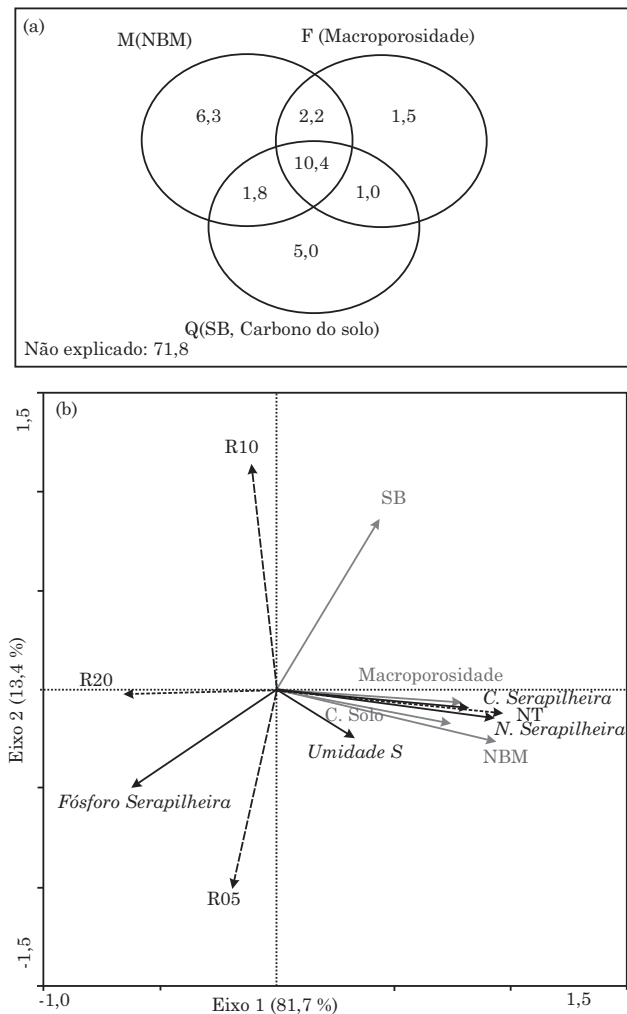 (a)
M(NBM)
F (Macroporosidade)
6,3
2,2
1,5
10,4
1,8
1,0
5,0
Q(SB, Carbono do solo)
Não explicado: 71,8
(b)
1,5
R10
SB
Macroporosidade
R20
C. Serapilheira
C. Solo
NT
N. Serapilheira
Umidade S
NBM
Fósforo Serapilheira
R05
Eixo 2 (13,4 %)
-1,5
-1,0
Eixo 1 (81,7 %)
1,5